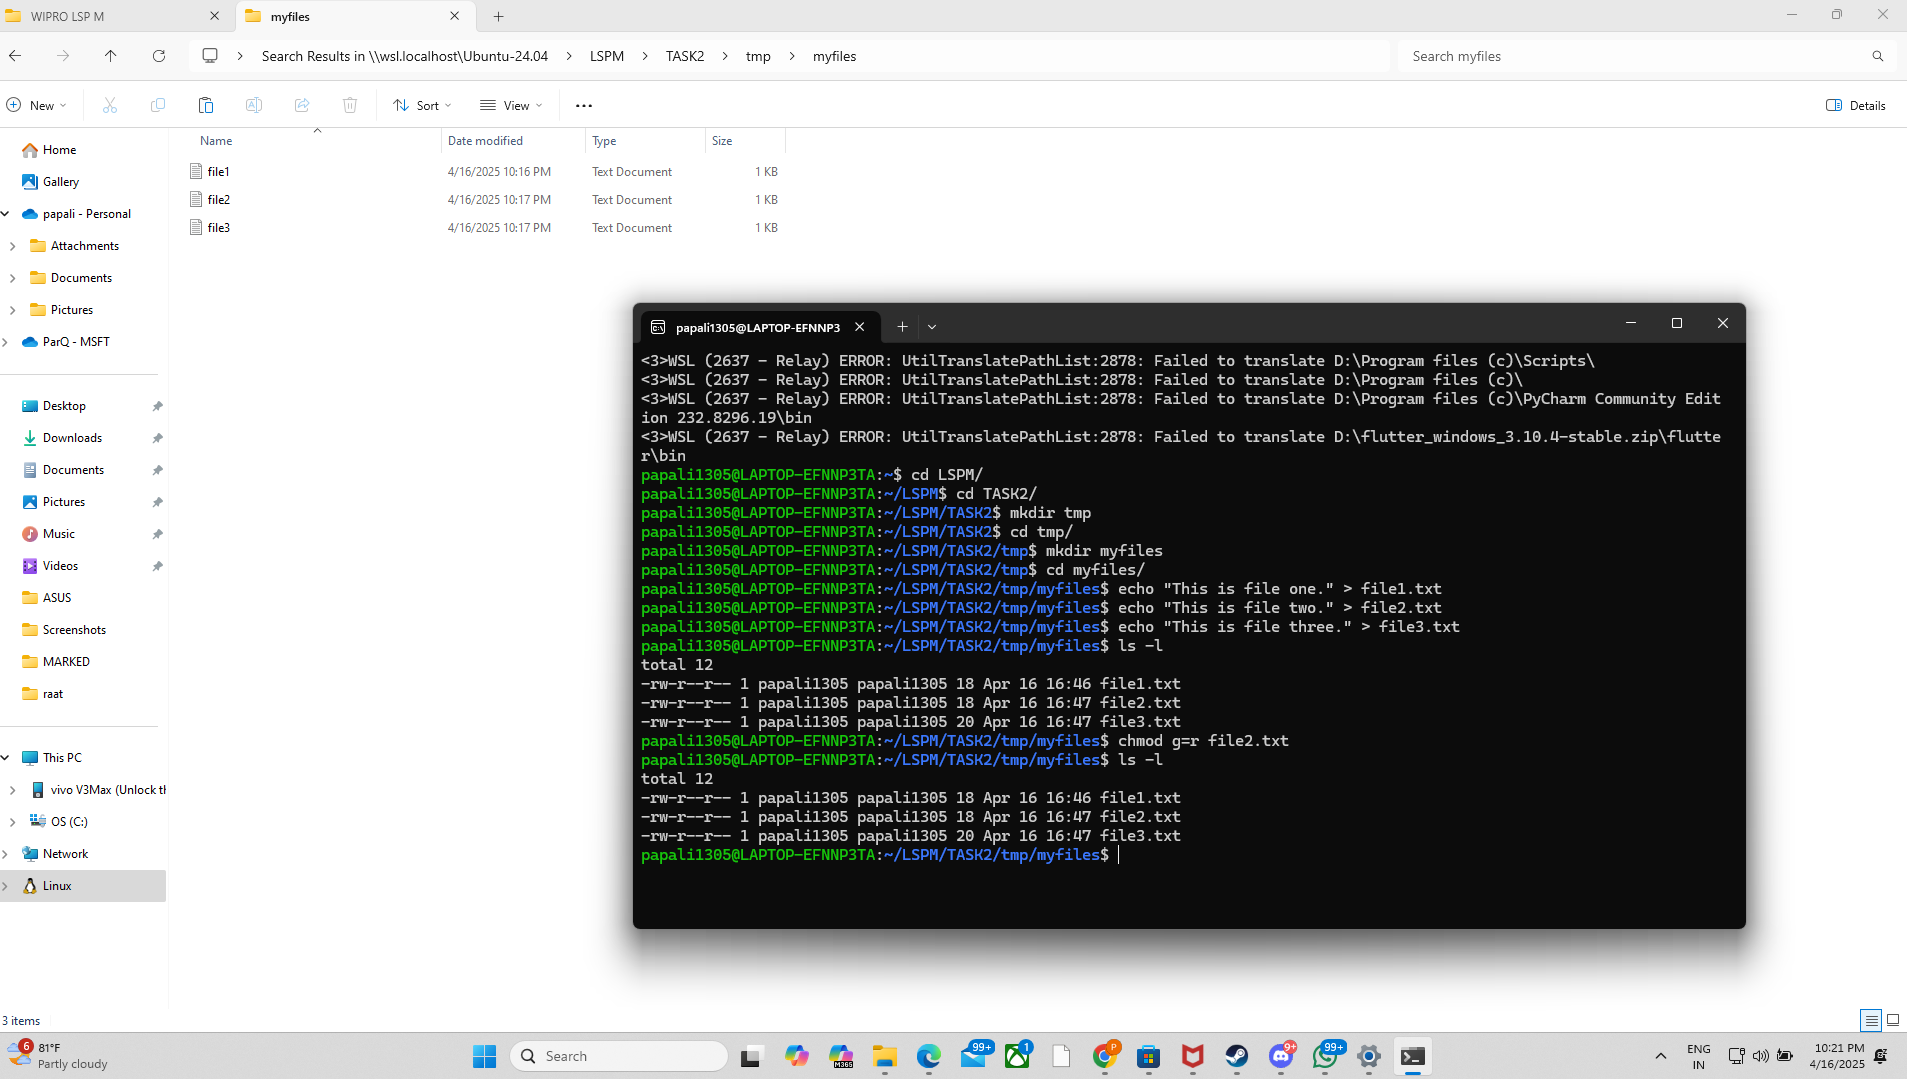 WIPRO LSP M
myfiles
Search Results in \\wsl.localhost\Ubuntu-24.04 > LSPM > TASK2 > tmp > myfiles
Search myfiles
New
Sort
View
Details
Name Date modified Type Size
file1 4/16/2025 10:16 PM Text Document 1 KB
file2 4/16/2025 10:17 PM Text Document 1 KB
file3 4/16/2025 10:17 PM Text Document 1 KB
Home
Gallery
papali - Personal
Attachments
Documents
Pictures
ParQ - MSFT
Desktop
Downloads
Documents
Pictures
Music
Videos
ASUS
Screenshots
MARKED
raat
This PC
vivo V3Max (Unlock th
OS (C:)
Network
Linux
papali1305@LAPTOP-EFNNP3
<3>WSL (2637 - Relay) ERROR: UtilTranslatePathList:2878: Failed to translate D:\Program files (c)\Scripts\
<3>WSL (2637 - Relay) ERROR: UtilTranslatePathList:2878: Failed to translate D:\Program files (c)\
<3>WSL (2637 - Relay) ERROR: UtilTranslatePathList:2878: Failed to translate D:\Program files (c)\PyCharm Community Edit
ion 232.8296.19\bin
<3>WSL (2637 - Relay) ERROR: UtilTranslatePathList:2878: Failed to translate D:\flutter_windows_3.10.4-stable.zip\flutte
r\bin
papali1305@LAPTOP-EFNNP3TA:~$ cd LSPM/
papali1305@LAPTOP-EFNNP3TA:~/LSPM$ cd TASK2/
papali1305@LAPTOP-EFNNP3TA:~/LSPM/TASK2$ mkdir tmp
papali1305@LAPTOP-EFNNP3TA:~/LSPM/TASK2$ cd tmp/
papali1305@LAPTOP-EFNNP3TA:~/LSPM/TASK2/tmp$ mkdir myfiles
papali1305@LAPTOP-EFNNP3TA:~/LSPM/TASK2/tmp$ cd myfiles/
papali1305@LAPTOP-EFNNP3TA:~/LSPM/TASK2/tmp/myfiles$ echo "This is file one." > file1.txt
papali1305@LAPTOP-EFNNP3TA:~/LSPM/TASK2/tmp/myfiles$ echo "This is file two." > file2.txt
papali1305@LAPTOP-EFNNP3TA:~/LSPM/TASK2/tmp/myfiles$ echo "This is file three." > file3.txt
papali1305@LAPTOP-EFNNP3TA:~/LSPM/TASK2/tmp/myfiles$ ls -l
total 12
-rw-r--r-- 1 papali1305 papali1305 18 Apr 16 16:46 file1.txt
-rw-r--r-- 1 papali1305 papali1305 18 Apr 16 16:47 file2.txt
-rw-r--r-- 1 papali1305 papali1305 20 Apr 16 16:47 file3.txt
papali1305@LAPTOP-EFNNP3TA:~/LSPM/TASK2/tmp/myfiles$ chmod g=r file2.txt
papali1305@LAPTOP-EFNNP3TA:~/LSPM/TASK2/tmp/myfiles$ ls -l
total 12
-rw-r--r-- 1 papali1305 papali1305 18 Apr 16 16:46 file1.txt
-rw-r--r-- 1 papali1305 papali1305 18 Apr 16 16:47 file2.txt
-rw-r--r-- 1 papali1305 papali1305 20 Apr 16 16:47 file3.txt
papali1305@LAPTOP-EFNNP3TA:~/LSPM/TASK2/tmp/myfiles$
3 items
6
81°F
Partly cloudy
Search
M365
99+
1
P
9+
99+
ENG
IN
10:21 PM
4/16/2025